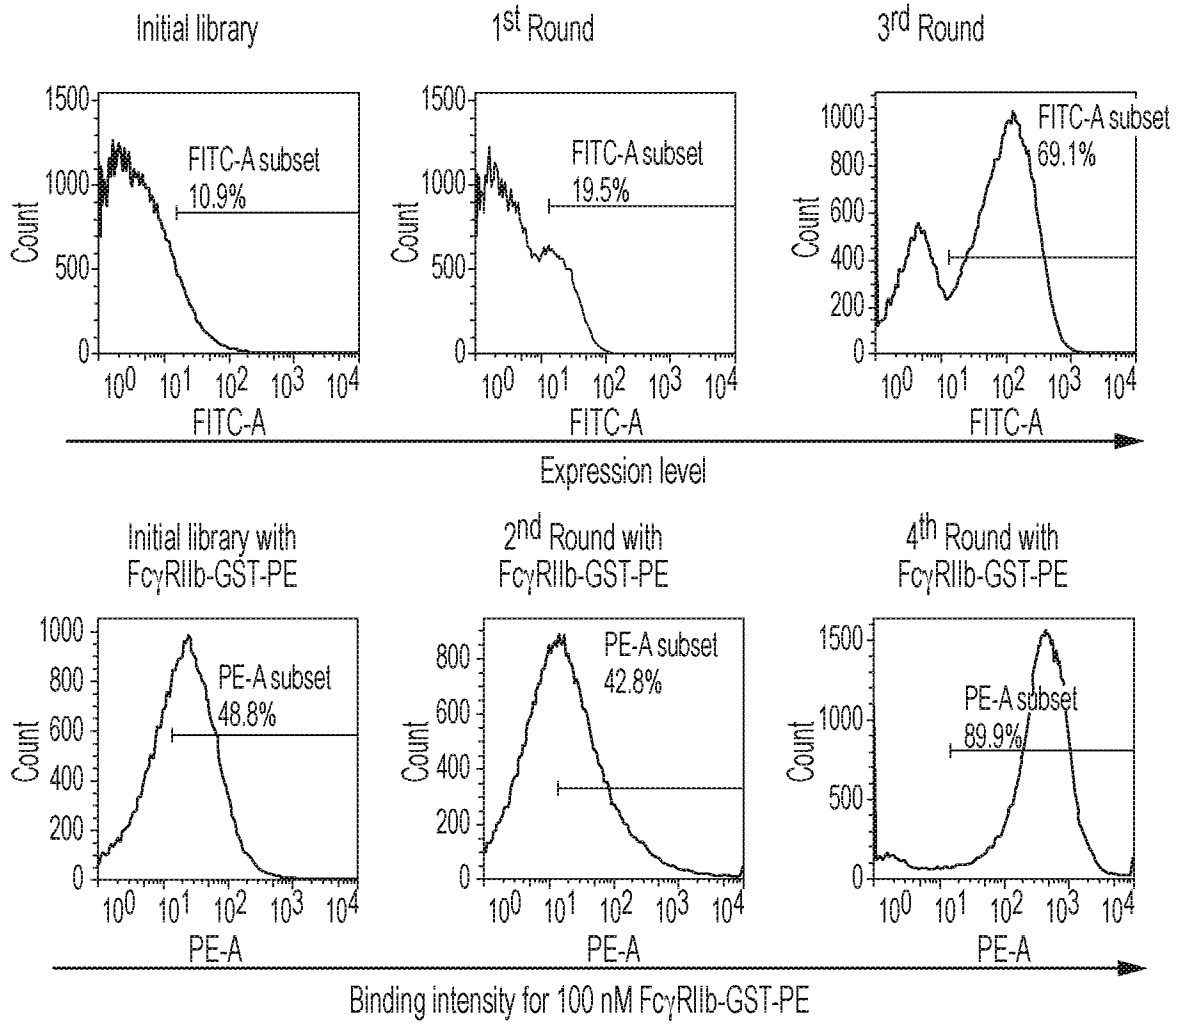 Initial library
1st Round
3rd Round
1500
1000
500
0
Count
FITC-A subset
10.9%
10^0 10^1 10^2 10^3 10^4
FITC-A
1500
1000
500
0
Count
FITC-A subset
19.5%
10^0 10^1 10^2 10^3 10^4
FITC-A
1000
800
600
400
200
0
Count
FITC-A subset
69.1%
10^0 10^1 10^2 10^3 10^4
FITC-A
Expression level
Initial library with
FcγRIIb-GST-PE
2nd Round with
FcγRIIb-GST-PE
4th Round with
FcγRIIb-GST-PE
1000
800
600
400
200
0
Count
PE-A subset
48.8%
10^0 10^1 10^2 10^3 10^4
PE-A
800
600
400
200
0
Count
PE-A subset
42.8%
10^0 10^1 10^2 10^3 10^4
PE-A
1500
1000
500
0
Count
PE-A subset
89.9%
10^0 10^1 10^2 10^3 10^4
PE-A
Binding intensity for 100 nM FcγRIIb-GST-PE